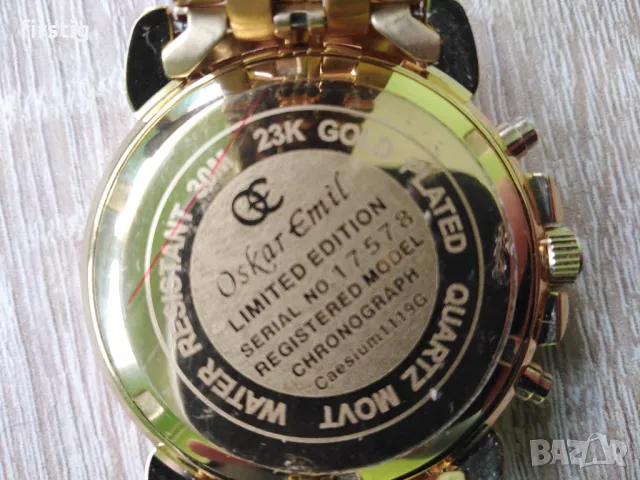 firstig
23K GOLD PLATED QUARTZ MOVT WATER RESISTANT 30M
OE
Oskar Emil
LIMITED EDITION
SERIAL NO. 17578
REGISTERED MODEL
CHRONOGRAPH
Caesium1119G
BAZAR